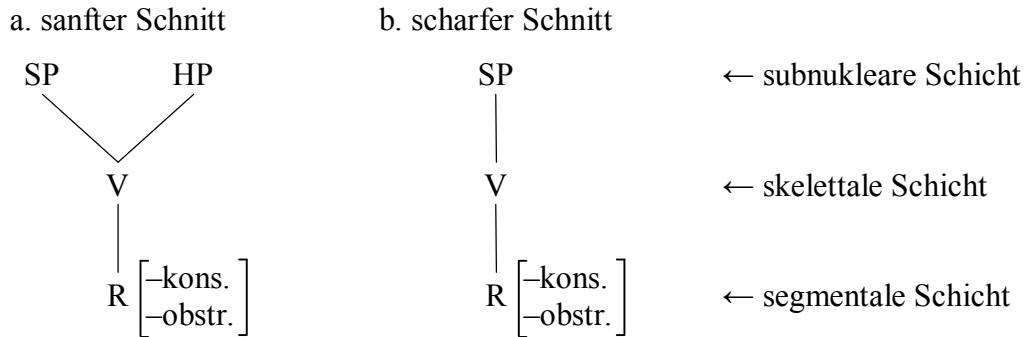 a. sanfter Schnitt b. scharfer Schnitt
SP HP SP ← subnukleare Schicht
V V ← skelettale Schicht
R [–kons. –obstr.] R [–kons. –obstr.] ← segmentale Schicht